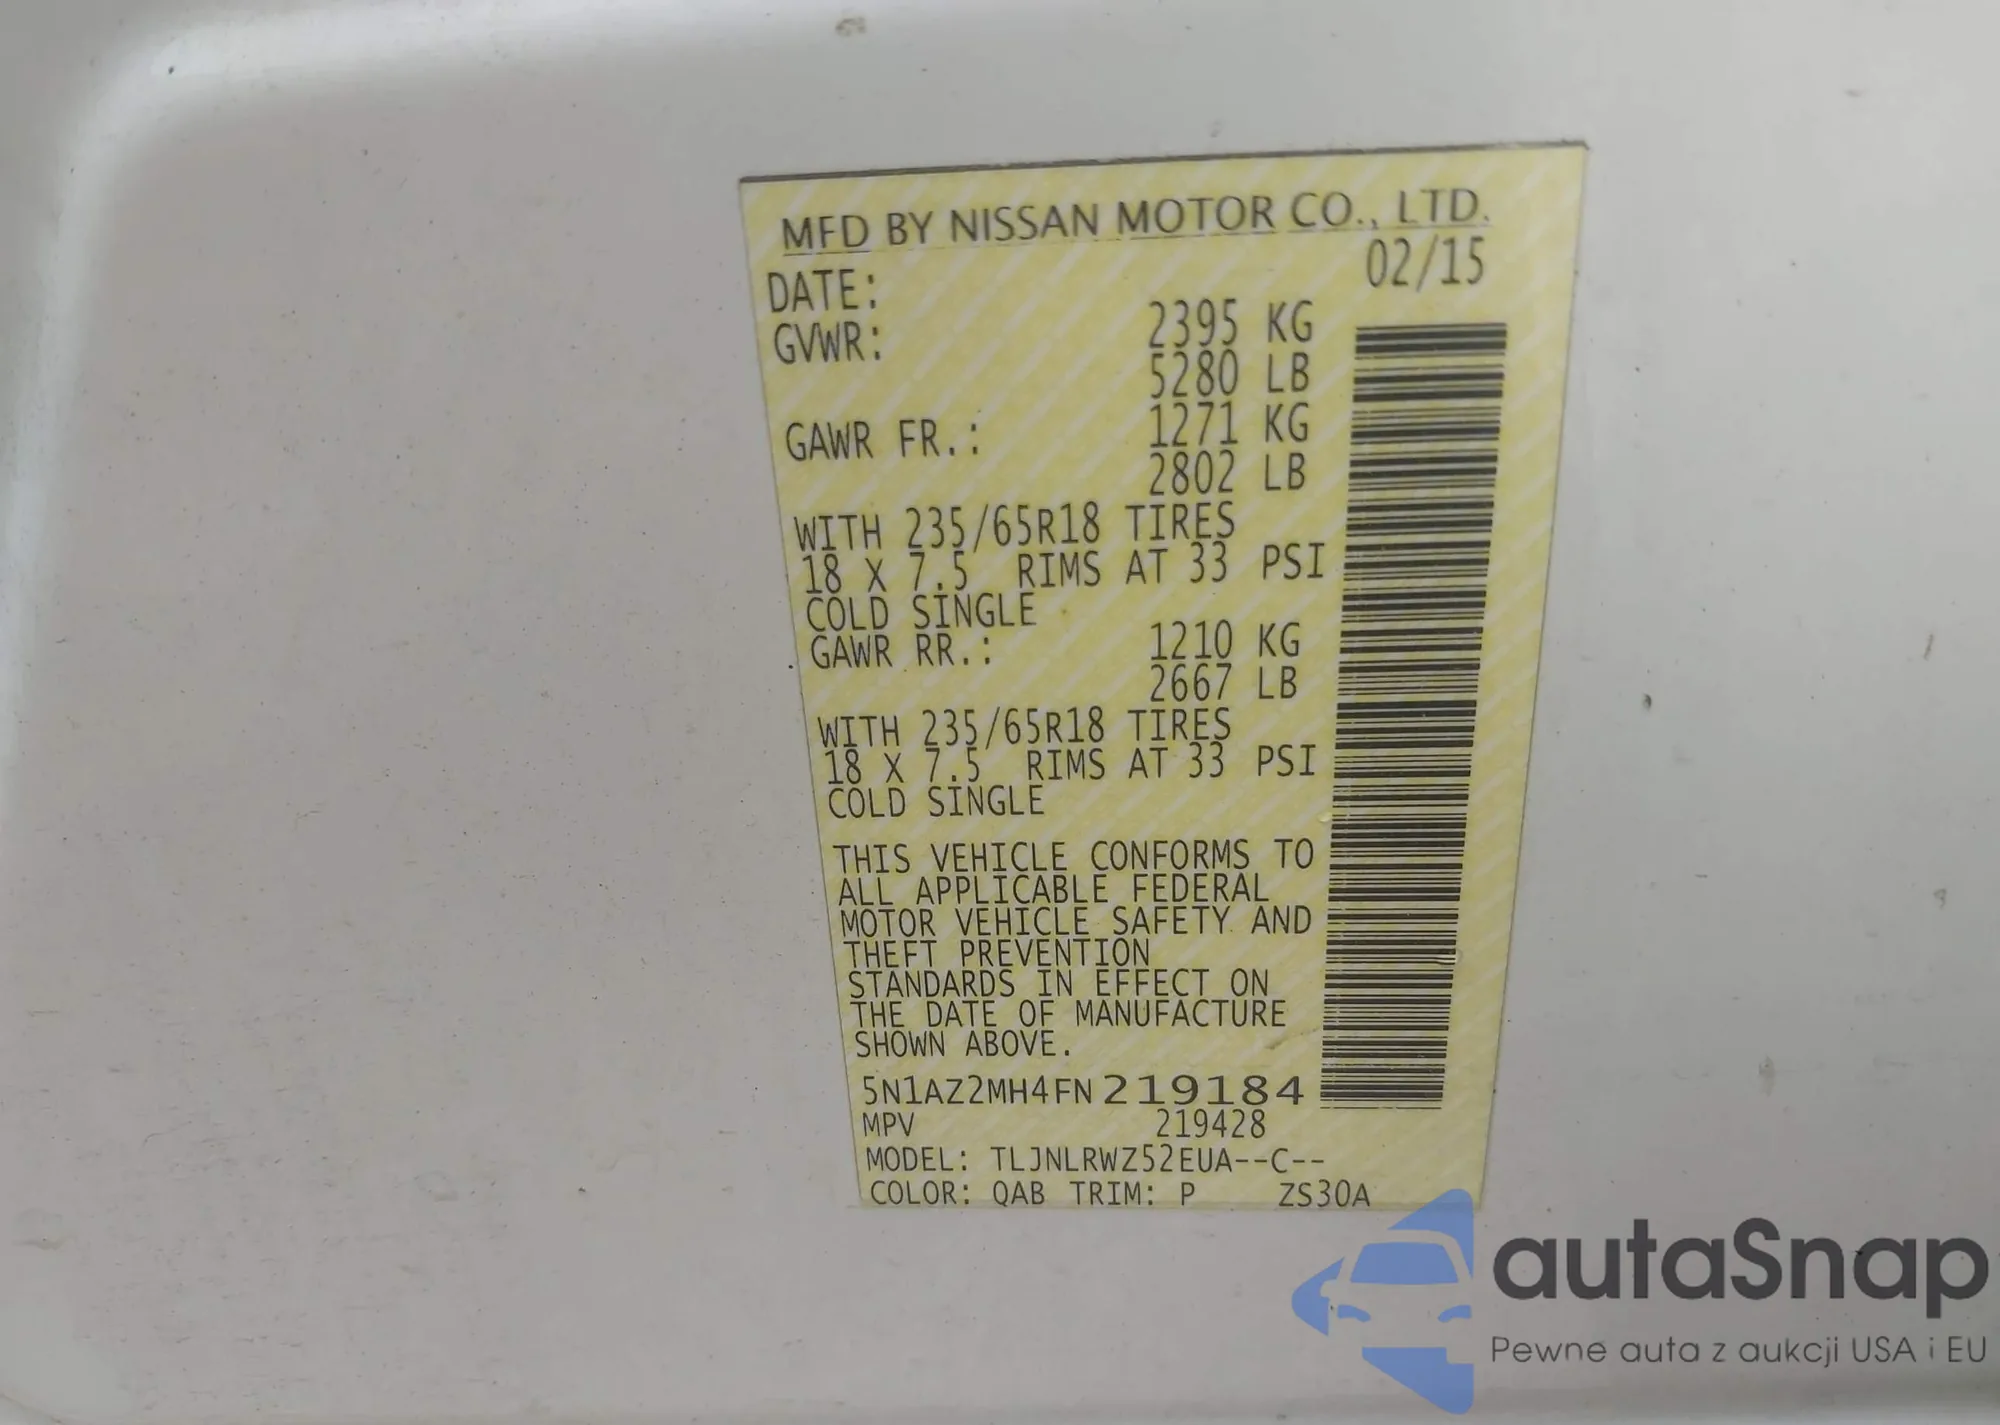 MFD BY NISSAN MOTOR CO., LTD.
DATE: 02/15
GVWR: 2395 KG
5280 LB
GAWR FR.: 1271 KG
2802 LB
WITH 235/65R18 TIRES
18 X 7.5 RIMS AT 33 PSI
COLD SINGLE
GAWR RR.: 1210 KG
2667 LB
WITH 235/65R18 TIRES
18 X 7.5 RIMS AT 33 PSI
COLD SINGLE
THIS VEHICLE CONFORMS TO
ALL APPLICABLE FEDERAL
MOTOR VEHICLE SAFETY AND
THEFT PREVENTION
STANDARDS IN EFFECT ON
THE DATE OF MANUFACTURE
SHOWN ABOVE.
5N1AZ2MH4FN219184
MPV 219428
MODEL: TLJNLRWZ52EUA--C--
COLOR: QAB TRIM: P ZS30A
autaSnap
Pewne auta z aukcji USA i EU